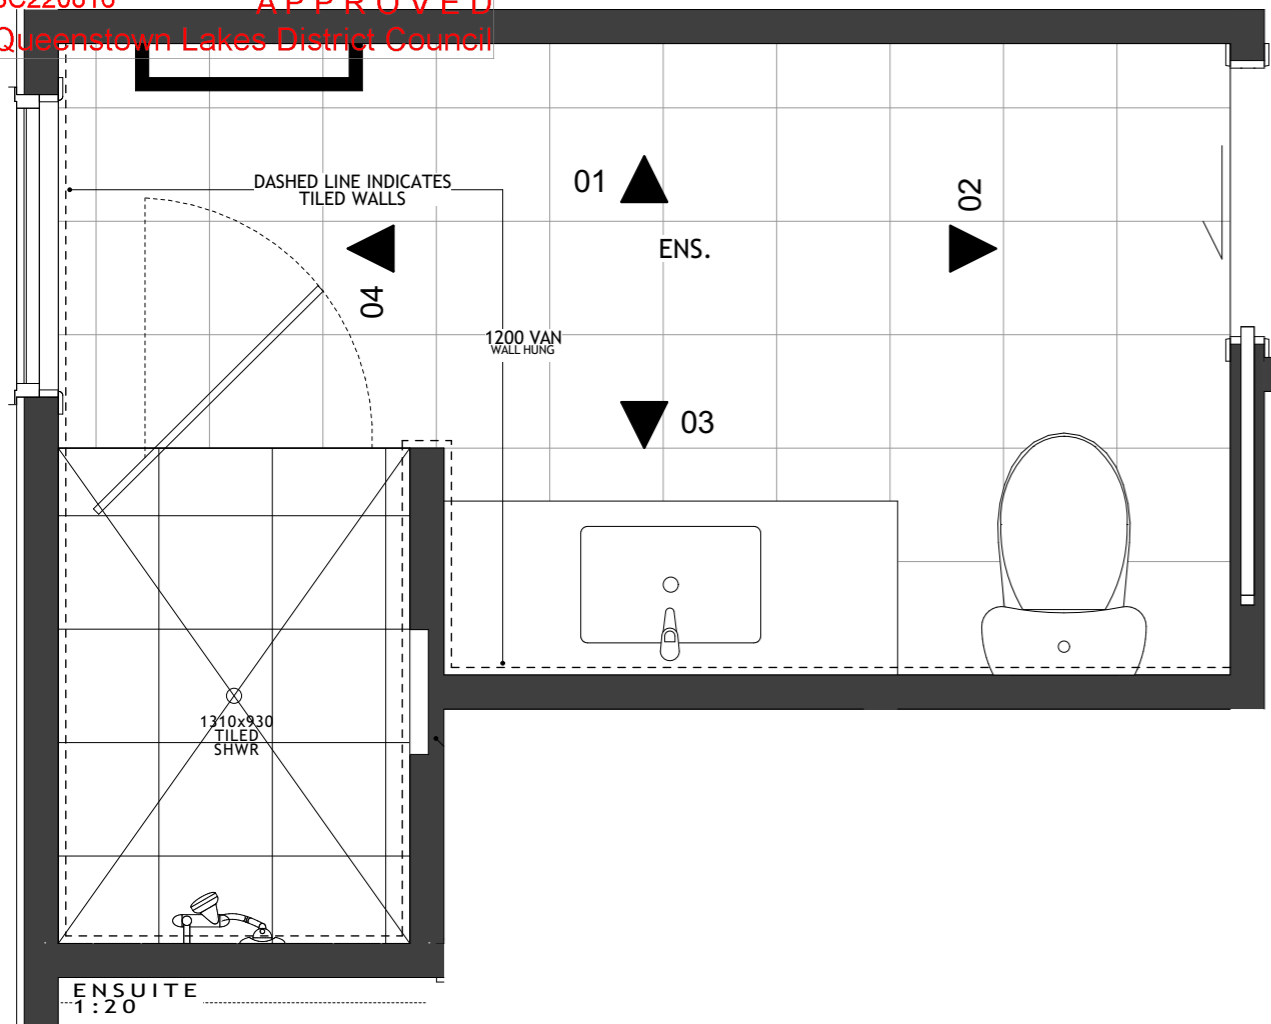 APPROVED
Queenstown Lakes District Council
DASHED LINE INDICATES
TILED WALLS
01
02
ENS.
04
1200 VAN
WALL HUNG
03
1310x930
TILED
SHWR
ENSUITE
1:20